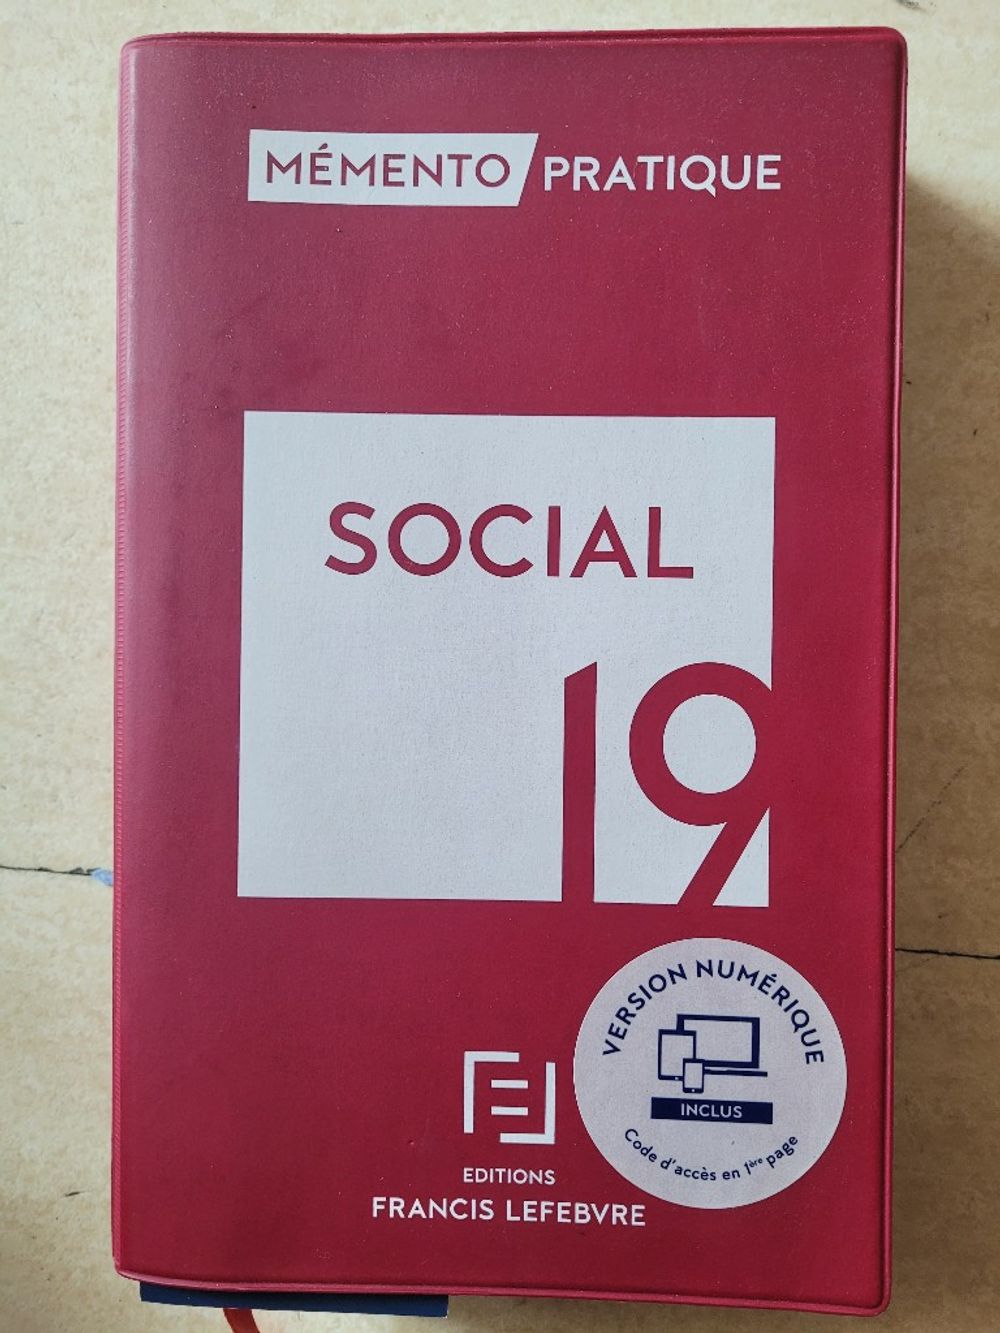 MÉMENTO PRATIQUE
SOCIAL
19
VERSION NUMÉRIQUE
INCLUS
Code d'accès en 1ère page
EDITIONS
FRANCIS LEFEBVRE